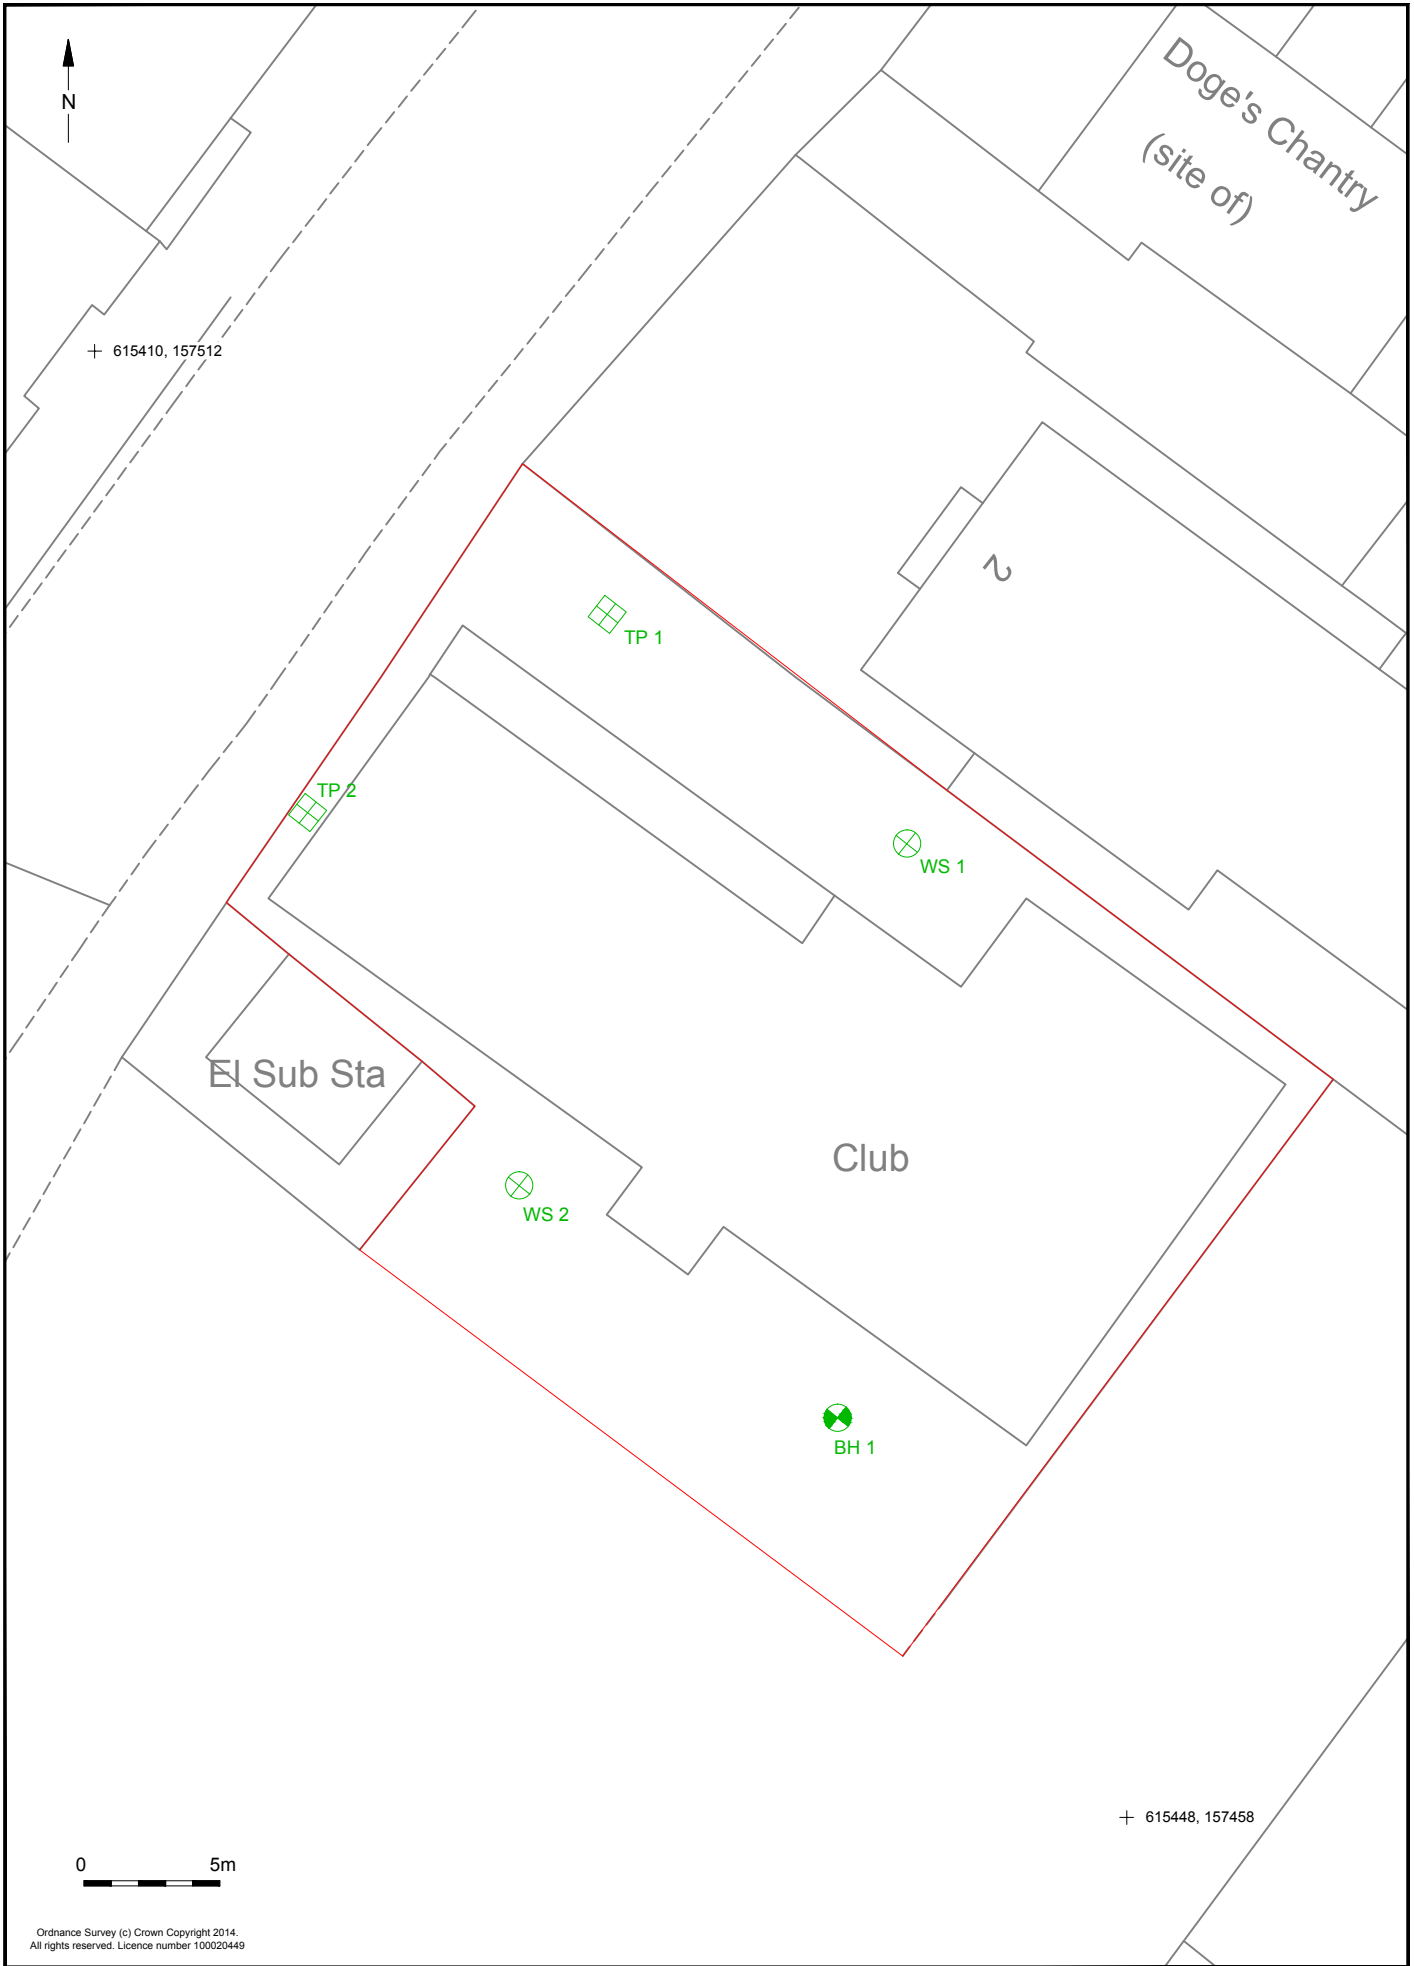 Doge's Chantry
(site of)
N
615410, 157512
2
TP 1
TP 2
WS 1
El Sub Sta
Club
WS 2
BH 1
615448, 157458
0 5m
Ordnance Survey (c) Crown Copyright 2014.
All rights reserved. Licence number 100020449